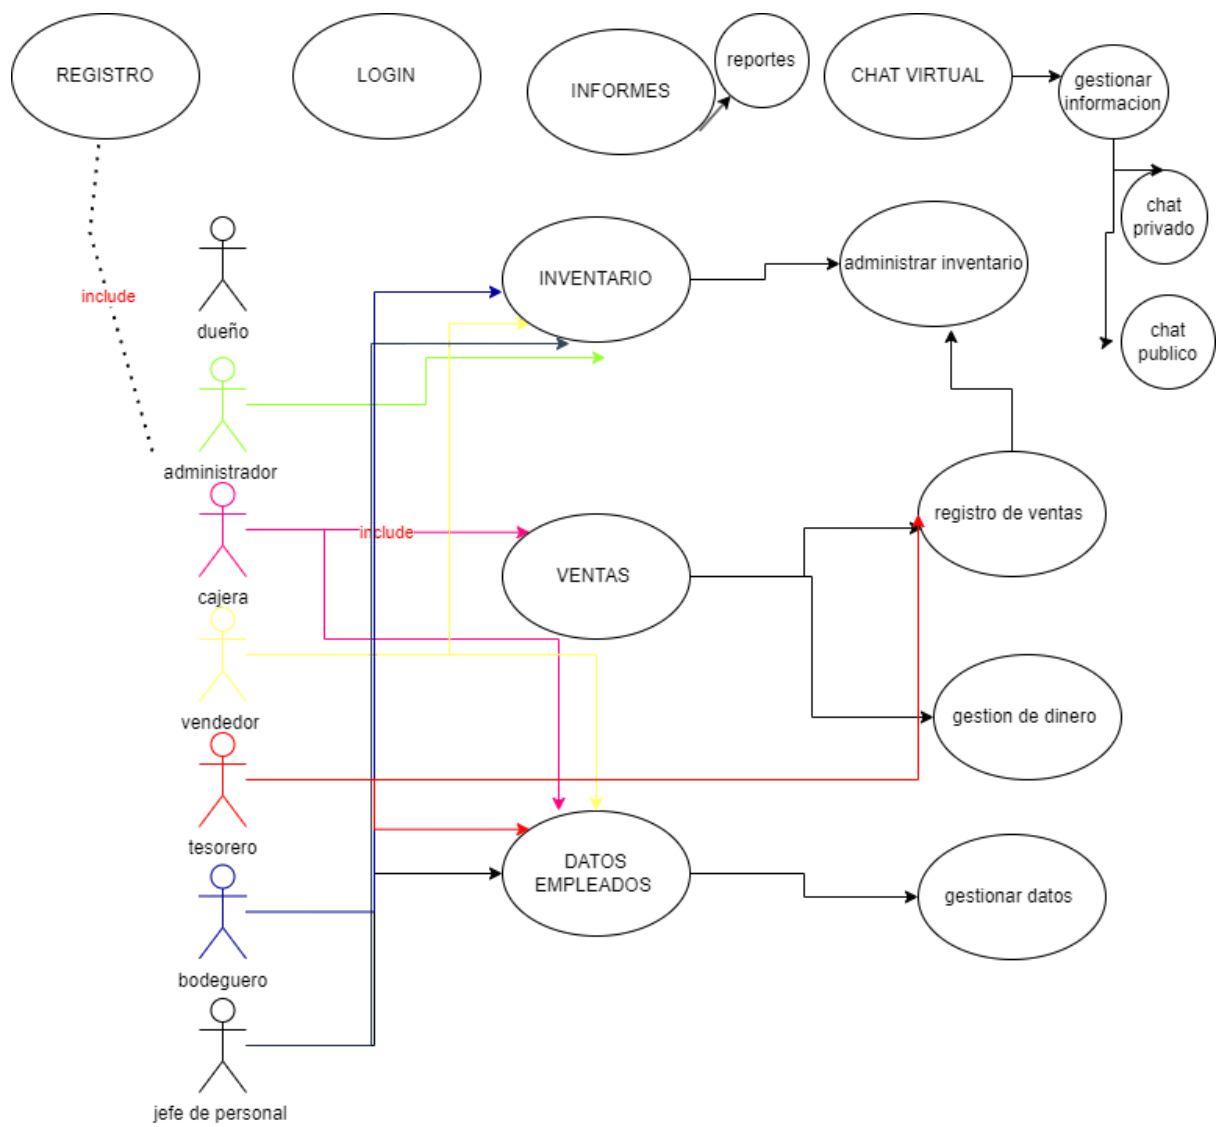 REGISTRO
LOGIN
INFORMES
reportes
CHAT VIRTUAL
gestionar
informacion
chat
privado
chat
publico
include
dueño
INVENTARIO
administrar inventario
administrador
include
cajera
VENTAS
registro de ventas
vendedor
gestion de dinero
tesorero
DATOS
EMPLEADOS
gestionar datos
bodeguero
jefe de personal